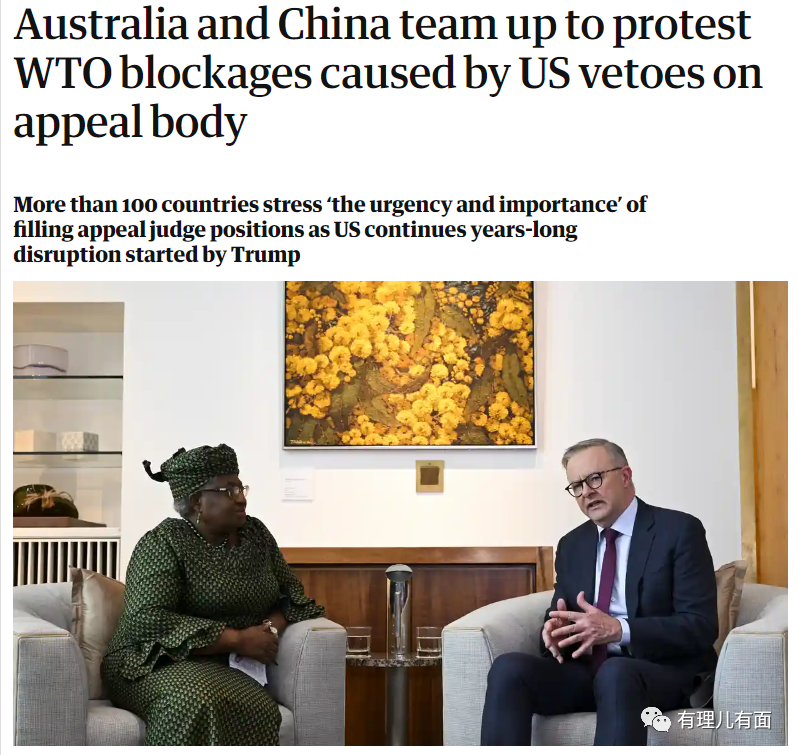 Australia and China team up to protest
WTO blockages caused by US vetoes on
appeal body
More than 100 countries stress ‘the urgency and importance’ of
filling appeal judge positions as US continues years-long
disruption started by Trump
有理儿有面